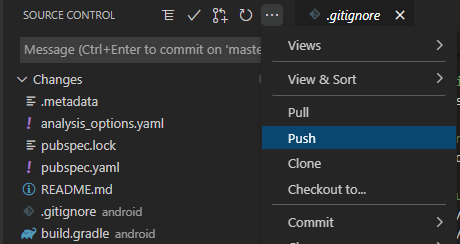 SOURCE CONTROL
.gitignore
Message (Ctrl+Enter to commit on 'maste
Changes
.metadata
analysis_options.yaml
pubspec.lock
pubspec.yaml
README.md
.gitignore android
build.gradle android
Views
View & Sort
Pull
Push
Clone
Checkout to...
Commit